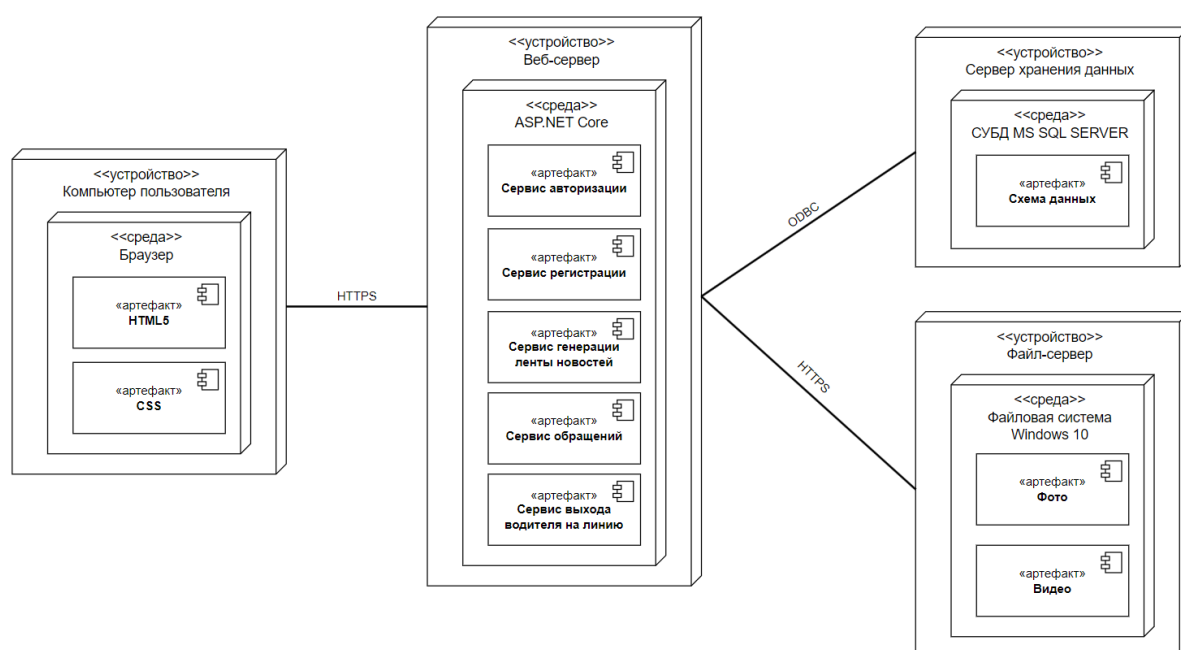 <<устройство>>
Компьютер пользователя
<<среда>>
Браузер
«артефакт»
HTML5
«артефакт»
CSS
HTTPS
<<устройство>>
Веб-сервер
<<среда>>
ASP.NET Core
«артефакт»
Сервис авторизации
«артефакт»
Сервис регистрации
«артефакт»
Сервис генерации
ленты новостей
«артефакт»
Сервис обращений
«артефакт»
Сервис выхода
водителя на линию
ODBC
HTTPS
<<устройство>>
Сервер хранения данных
<<среда>>
СУБД MS SQL SERVER
«артефакт»
Схема данных
<<устройство>>
Файл-сервер
<<среда>>
Файловая система
Windows 10
«артефакт»
Фото
«артефакт»
Видео